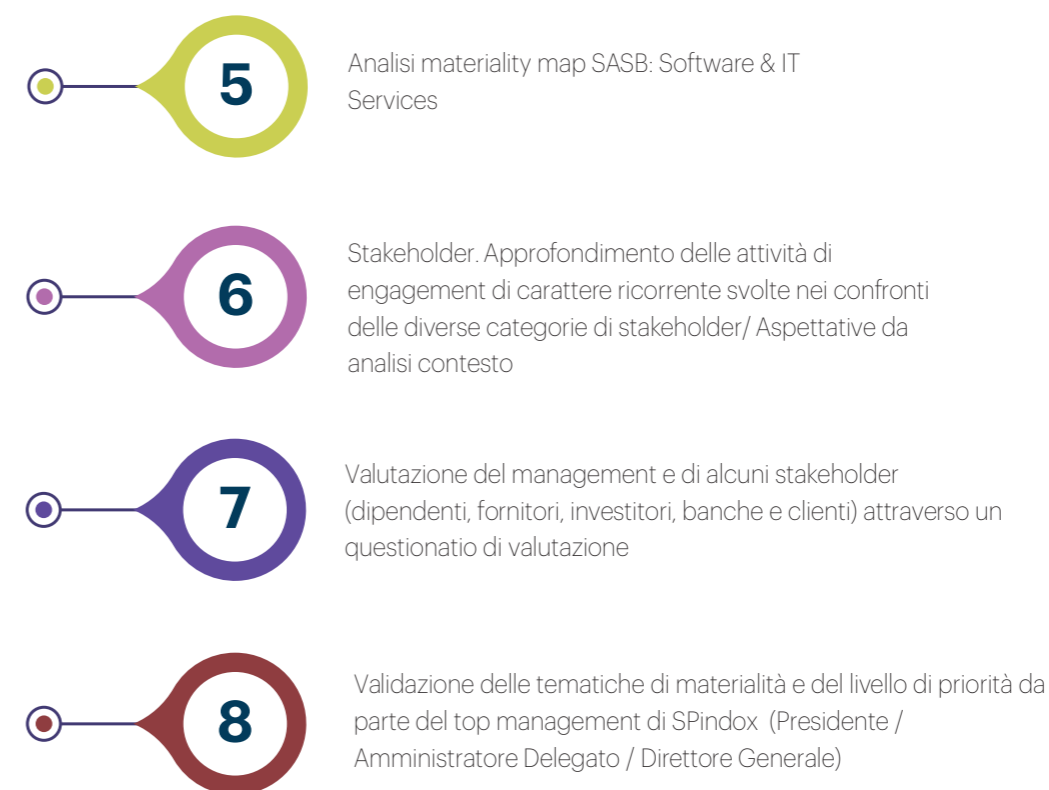 5
Analisi materiality map SASB: Software & IT
Services
6
Stakeholder. Approfondimento delle attività di
engagement di carattere ricorrente svolte nei confronti
delle diverse categorie di stakeholder/ Aspettative da
analisi contesto
7
Valutazione del management e di alcuni stakeholder
(dipendenti, fornitori, investitori, banche e clienti) attraverso un
questionatio di valutazione
8
Validazione delle tematiche di materialità e del livello di priorità da
parte del top management di SPindox (Presidente /
Amministratore Delegato / Direttore Generale)